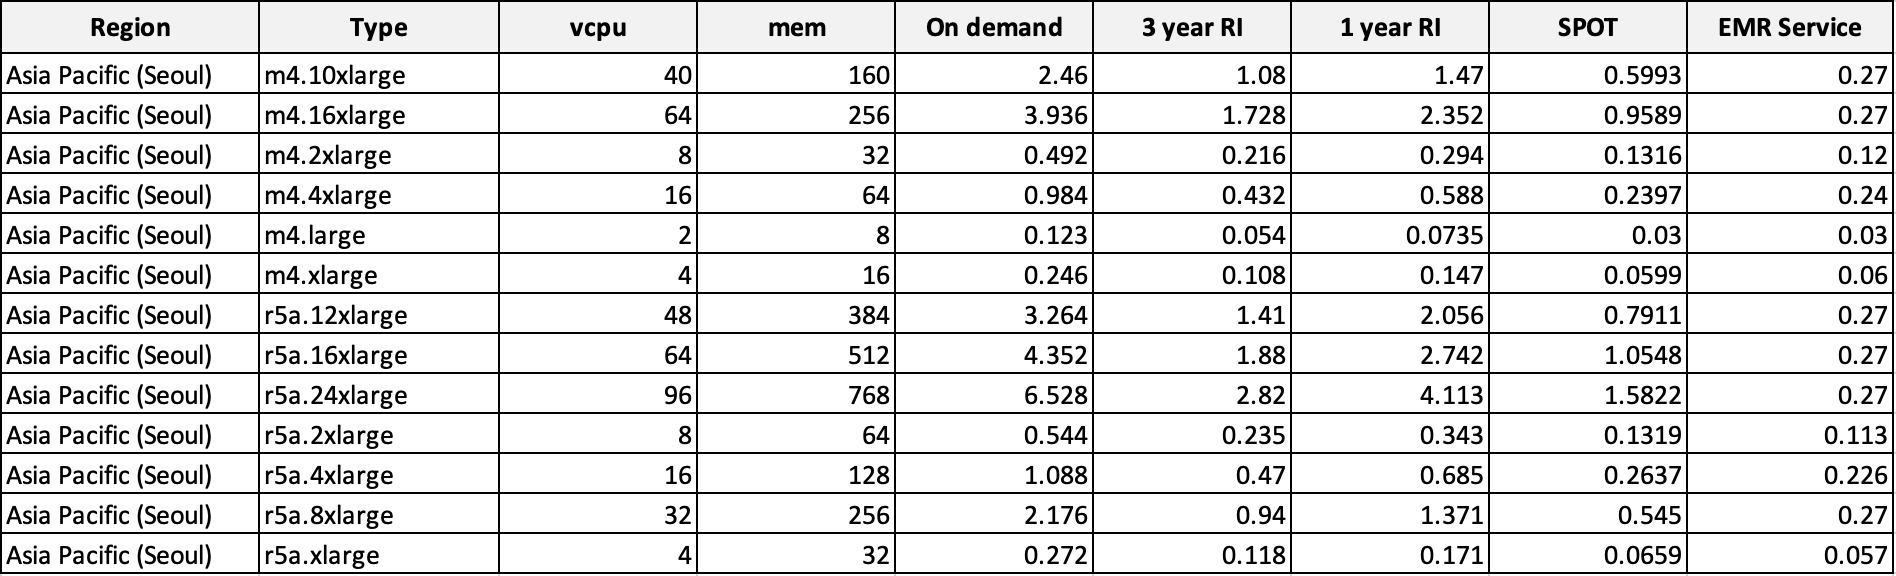 Region Type vcpu mem On demand 3 year RI 1 year RI SPOT EMR Service
Asia Pacific (Seoul) m4.10xlarge 40 160 2.46 1.08 1.47 0.5993 0.27
Asia Pacific (Seoul) m4.16xlarge 64 256 3.936 1.728 2.352 0.9589 0.27
Asia Pacific (Seoul) m4.2xlarge 8 32 0.492 0.216 0.294 0.1316 0.12
Asia Pacific (Seoul) m4.4xlarge 16 64 0.984 0.432 0.588 0.2397 0.24
Asia Pacific (Seoul) m4.large 2 8 0.123 0.054 0.0735 0.03 0.03
Asia Pacific (Seoul) m4.xlarge 4 16 0.246 0.108 0.147 0.0599 0.06
Asia Pacific (Seoul) r5a.12xlarge 48 384 3.264 1.41 2.056 0.7911 0.27
Asia Pacific (Seoul) r5a.16xlarge 64 512 4.352 1.88 2.742 1.0548 0.27
Asia Pacific (Seoul) r5a.24xlarge 96 768 6.528 2.82 4.113 1.5822 0.27
Asia Pacific (Seoul) r5a.2xlarge 8 64 0.544 0.235 0.343 0.1319 0.113
Asia Pacific (Seoul) r5a.4xlarge 16 128 1.088 0.47 0.685 0.2637 0.226
Asia Pacific (Seoul) r5a.8xlarge 32 256 2.176 0.94 1.371 0.545 0.27
Asia Pacific (Seoul) r5a.xlarge 4 32 0.272 0.118 0.171 0.0659 0.057